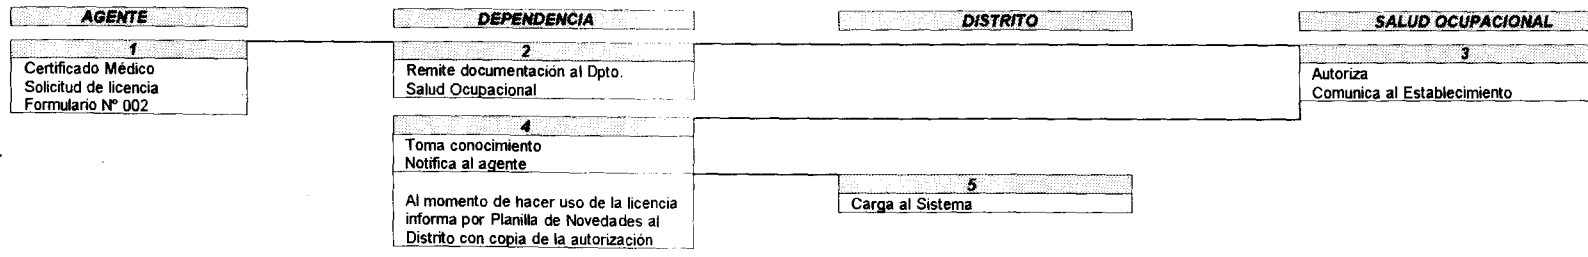 AGENTE
DEPENDENCIA
DISTRITO
SALUD OCUPACIONAL
1
Certificado Médico
Solicitud de licencia
Formulario Nº 002
2
Remite documentación al Dpto.
Salud Ocupacional
3
Autoriza
Comunica al Establecimiento
4
Toma conocimiento
Notifica al agente
Al momento de hacer uso de la licencia
informa por Planilla de Novedades al
Distrito con copia de la autorización
5
Carga al Sistema